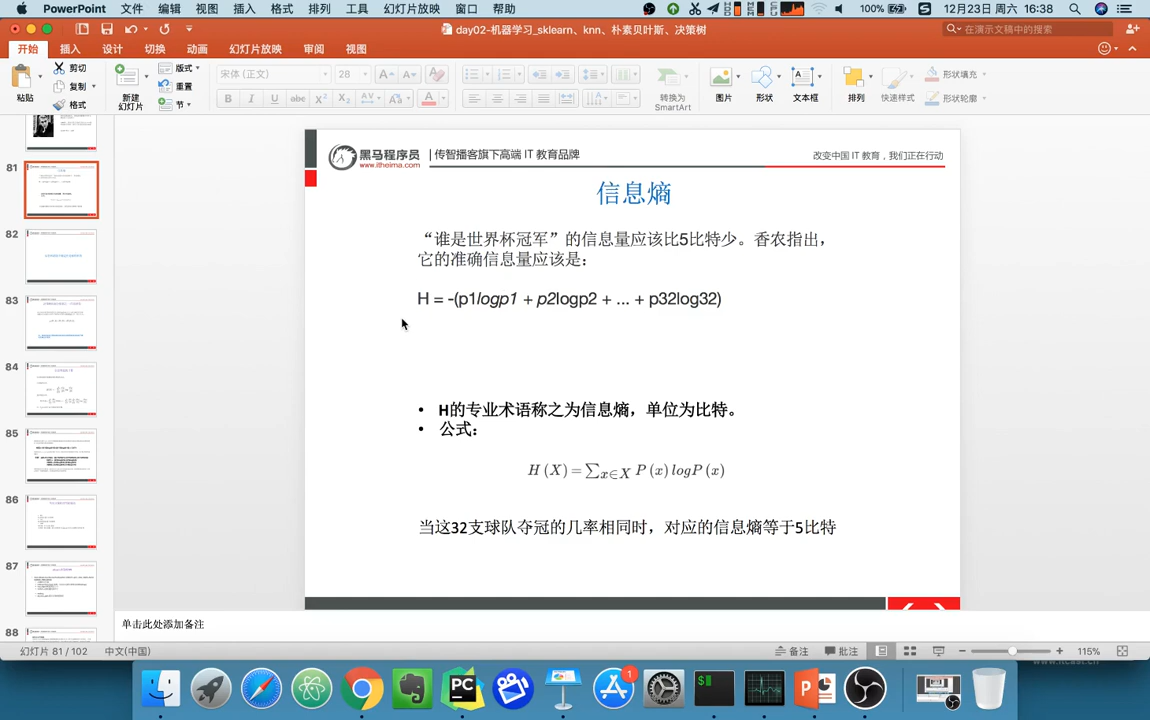 PowerPoint 文件 编辑 视图 插入 格式 排列 工具 幻灯片放映 窗口 帮助 100% 12月23日 周六 16:38
day02-机器学习_sklearn、knn、朴素贝叶斯、决策树
在演示文稿中的搜索
开始 插入 设计 切换 动画 幻灯片放映 审阅 视图
粘贴 剪切 复制 格式 新建 幻灯片 版式 重置 节
宋体 (正文) 28
B I U abc X² X₂ AV
转换为 SmartArt 图片 形状 文本框 排列 快速样式 形状填充 形状轮廓
81
82
83
84
85
86
87
88
黑马程序员 www.itheima.com | 传智播客旗下高端 IT 教育品牌
改变中国 IT 教育，我们正在行动
信息熵
“谁是世界杯冠军”的信息量应该比5比特少。香农指出，
它的准确信息量应该是：
H = -(p1logp1 + p2logp2 + ... + p32log32)
• H的专业术语称之为信息熵，单位为比特。
• 公式：
H (X) = ∑x∈X P (x) logP (x)
当这32支球队夺冠的几率相同时，对应的信息熵等于5比特
单击此处添加备注
幻灯片 81 / 102 中文(中国) 备注 批注 115%
www.itcast.cn
PC
1
$
P